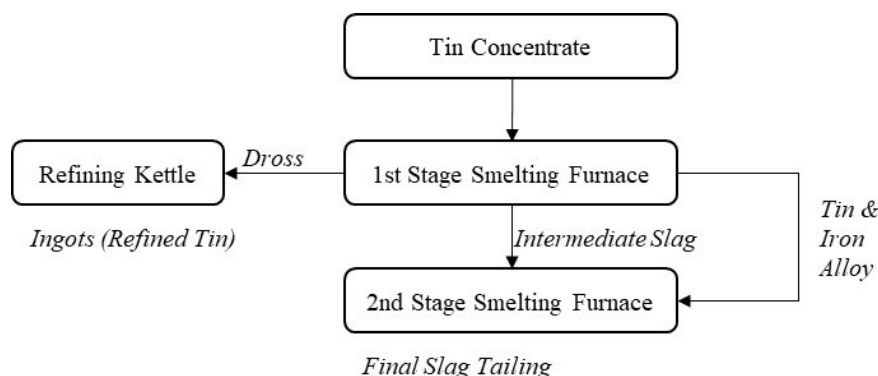 Tin Concentrate
Dross
Refining Kettle
1st Stage Smelting Furnace
Tin &
Iron
Alloy
Ingots (Refined Tin)
Intermediate Slag
2nd Stage Smelting Furnace
Final Slag Tailing